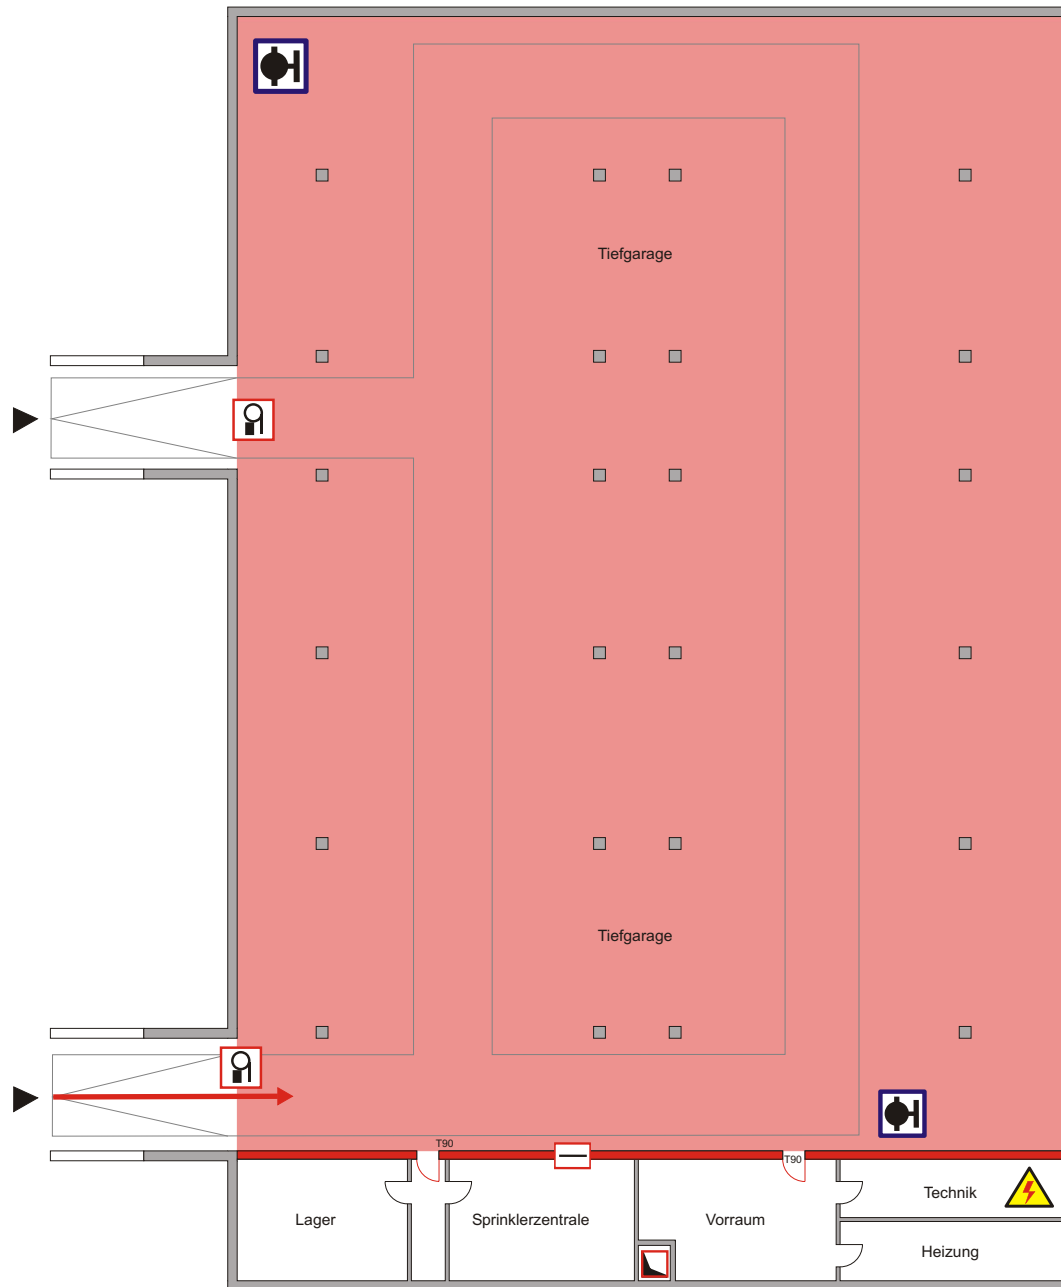 Tiefgarage
Tiefgarage
T90
T90
Lager
Sprinklerzentrale
Vorraum
Technik
Heizung